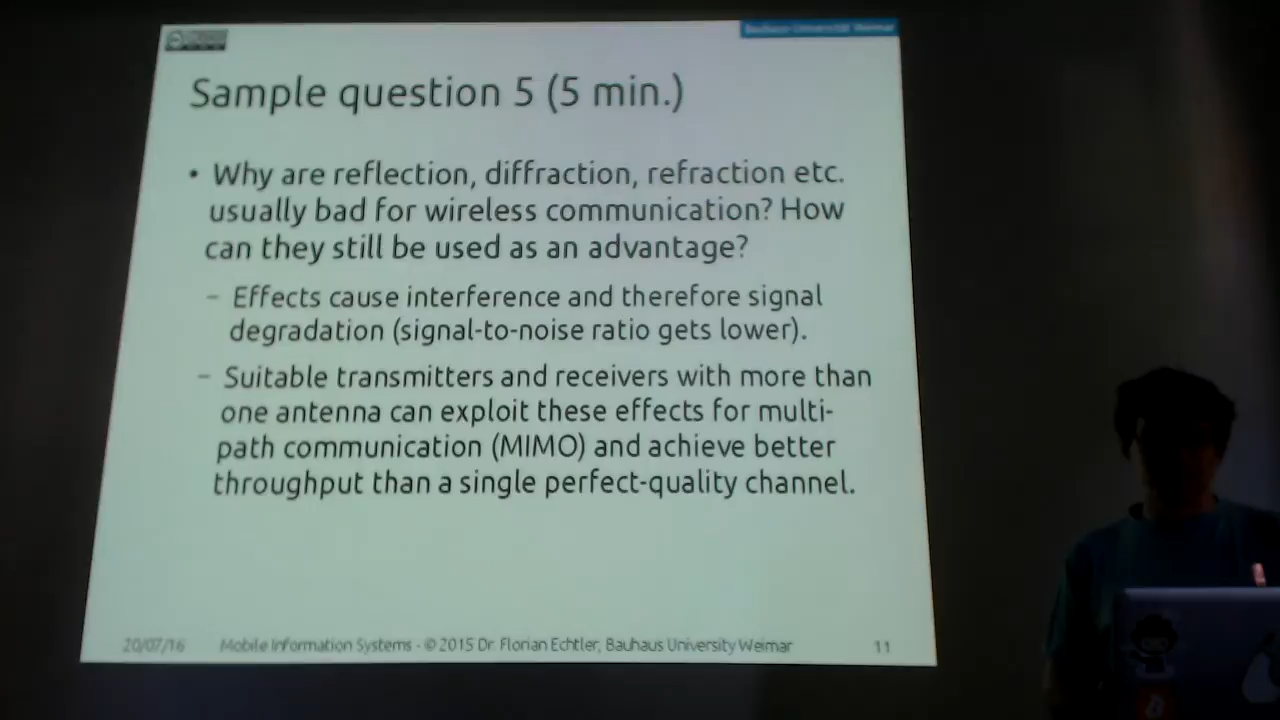 Bauhaus-Universität Weimar
Sample question 5 (5 min.)
• Why are reflection, diffraction, refraction etc.
usually bad for wireless communication? How
can they still be used as an advantage?
– Effects cause interference and therefore signal
degradation (signal-to-noise ratio gets lower).
– Suitable transmitters and receivers with more than
one antenna can exploit these effects for multi-
path communication (MIMO) and achieve better
throughput than a single perfect-quality channel.
20/07/16 Mobile Information Systems - © 2015 Dr. Florian Echtler, Bauhaus University Weimar 11